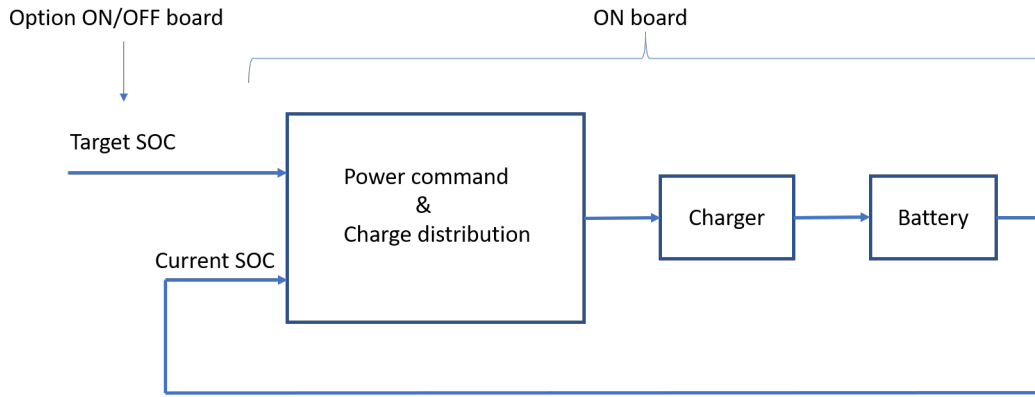 Option ON/OFF board
ON board
Target SOC
Power command
&
Charge distribution
Charger
Battery
Current SOC